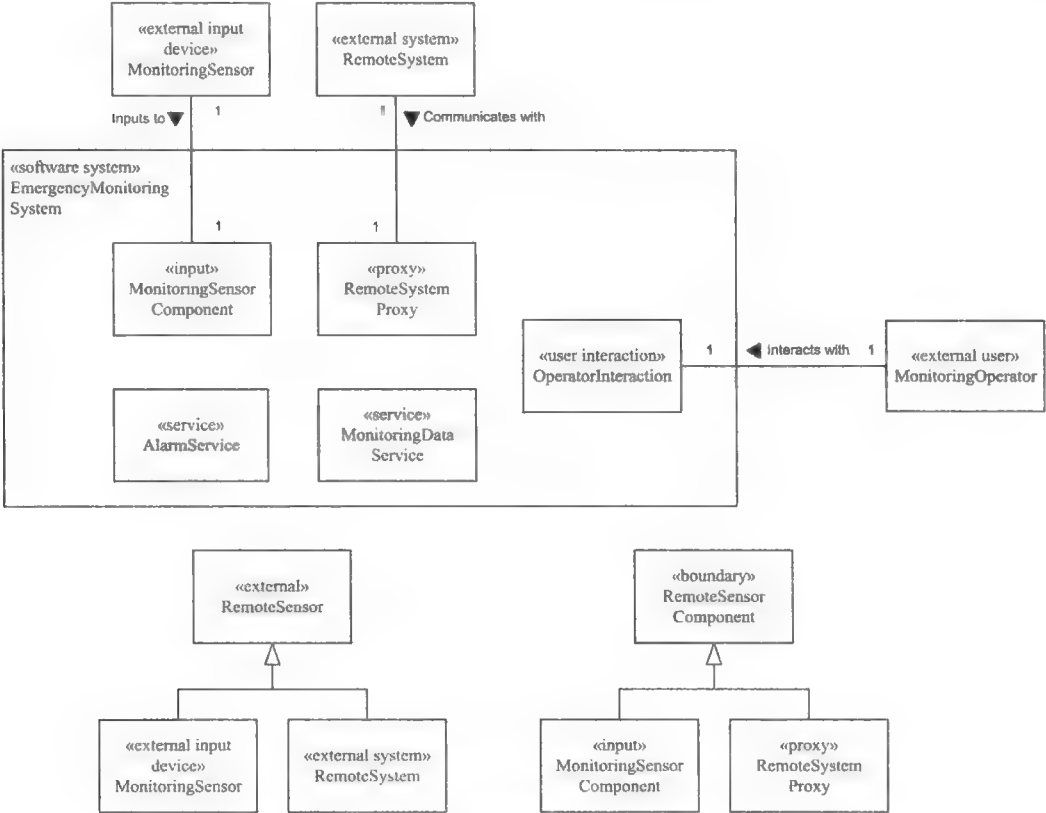 «external input
device»
MonitoringSensor
«external system»
RemoteSystem
Inputs to
1
1
Communicates with
«software system»
EmergencyMonitoring
System
1
1
«input»
MonitoringSensor
Component
«proxy»
RemoteSystem
Proxy
«user interaction»
OperatorInteraction
1
Interacts with
1
«external user»
MonitoringOperator
«service»
AlarmService
«service»
MonitoringData
Service
«external»
RemoteSensor
«boundary»
RemoteSensor
Component
«external input
device»
MonitoringSensor
«external system»
RemoteSystem
«input»
MonitoringSensor
Component
«proxy»
RemoteSystem
Proxy